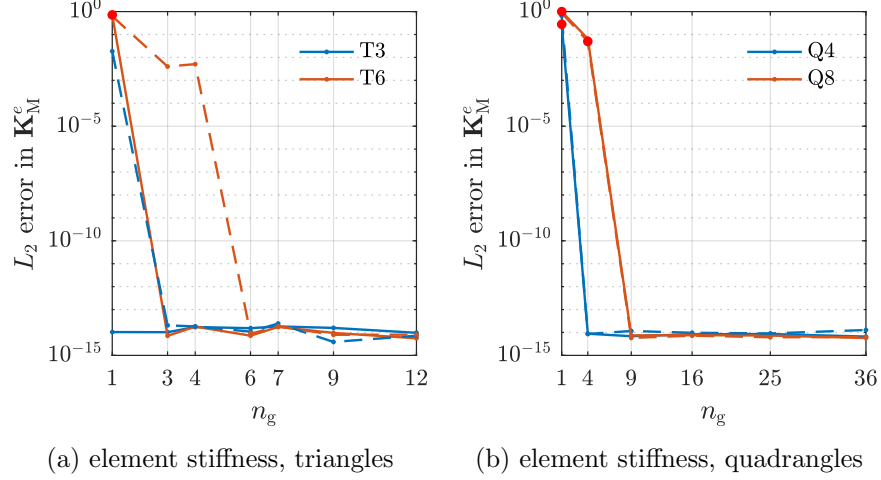 10^0
10^{-5}
10^{-10}
10^{-15}
L_2 error in K_M^e
T3
T6
1 3 4 6 7 9 12
n_g
(a) element stiffness, triangles
10^0
10^{-5}
10^{-10}
10^{-15}
L_2 error in K_M^e
Q4
Q8
1 4 9 16 25 36
n_g
(b) element stiffness, quadrangles